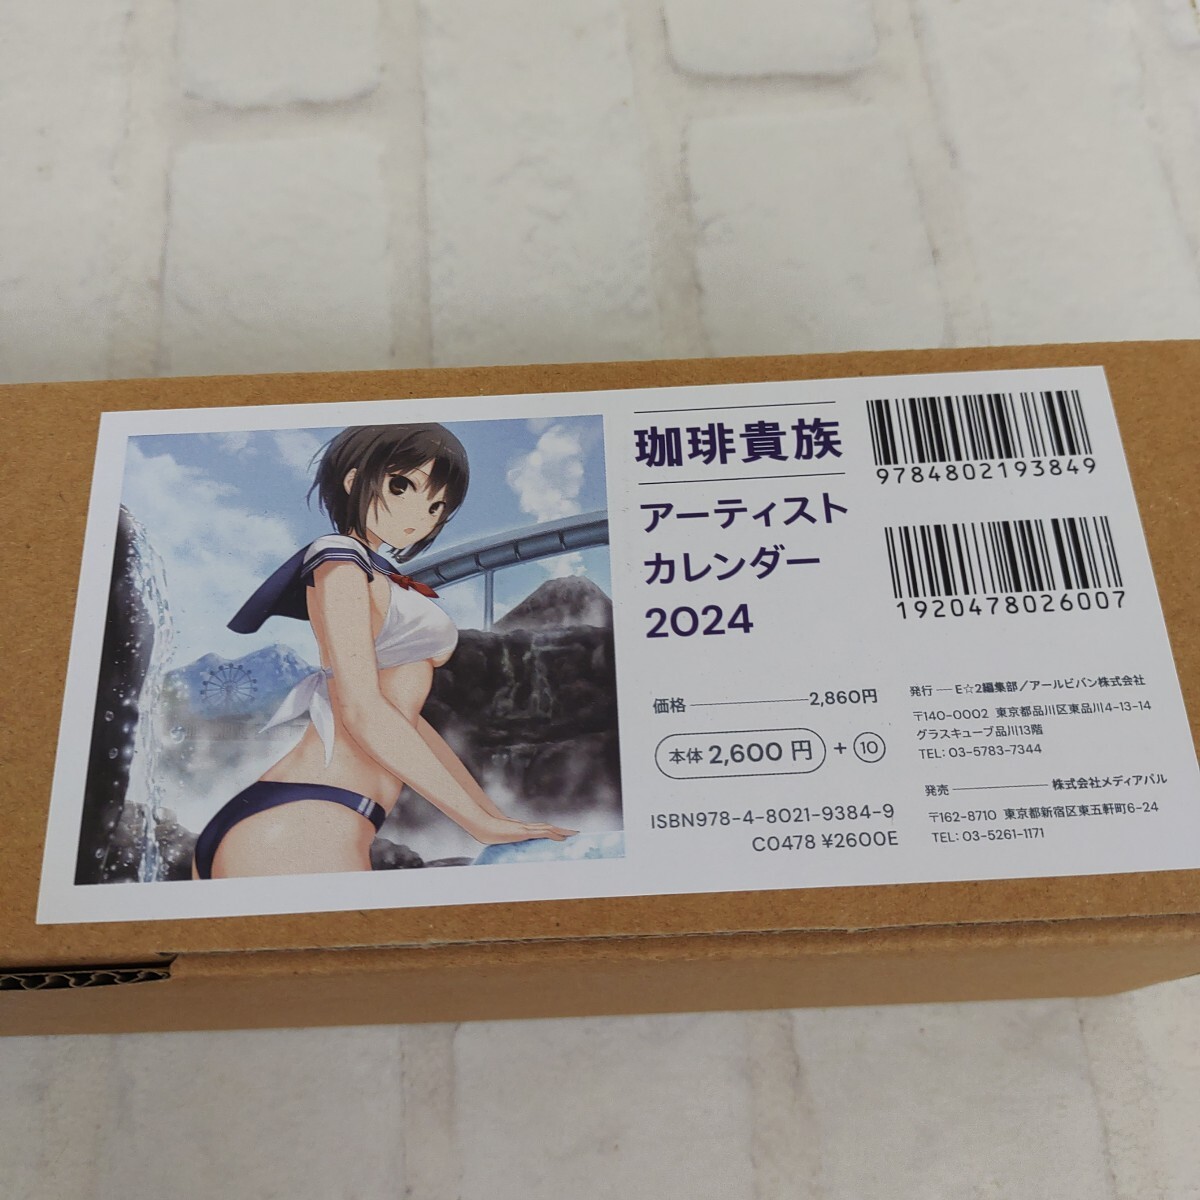 珈琲貴族
アーティスト
カレンダー
2024
価格 2,860円
本体 2,600 円 + 10
ISBN978-4-8021-9384-9
C0478 ¥2600E
9784802193849
1920478026007
発行 ― E☆2編集部/アールビバン株式会社
〒140-0002 東京都品川区東品川4-13-14
グラスキューブ品川13階
TEL: 03-5783-7344
発売 ― 株式会社メディアパル
〒162-8710 東京都新宿区東五軒町6-24
TEL: 03-5261-1171